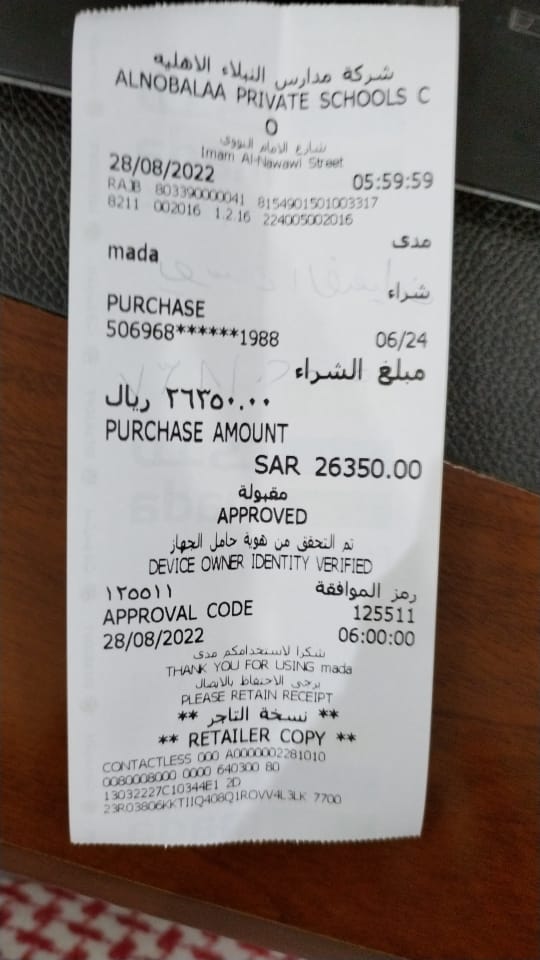 شركة مدارس النبلاء الاهليه
ALNOBALAA PRIVATE SCHOOLS C
O
شارع الامام النووي
Imam Al-Nawawi Street
28/08/2022 05:59:59
RAJB 803390000041 8154901501003317
8211 002016 1.2.16 224005002016
mada مدى
شراء
PURCHASE
506968******1988 06/24
مبلغ الشراء
٢٦٣٥٠.٠٠ ريال
PURCHASE AMOUNT
SAR 26350.00
مقبولة
APPROVED
تم التحقق من هوية حامل الجهاز
DEVICE OWNER IDENTITY VERIFIED
١٢٥٥١١ رمز الموافقة
APPROVAL CODE 125511
28/08/2022 06:00:00
شكرا لاستخدامكم مدى
THANK YOU FOR USING mada
يرجى الاحتفاظ بالايصال
PLEASE RETAIN RECEIPT
** نسخة التاجر **
** RETAILER COPY **
CONTACTLESS 000 A0000002281010
0080008000 0000 640300 80
13032227C10344E1 2D
23R03806KKTIIQ408Q1ROVV4L3LK 7700